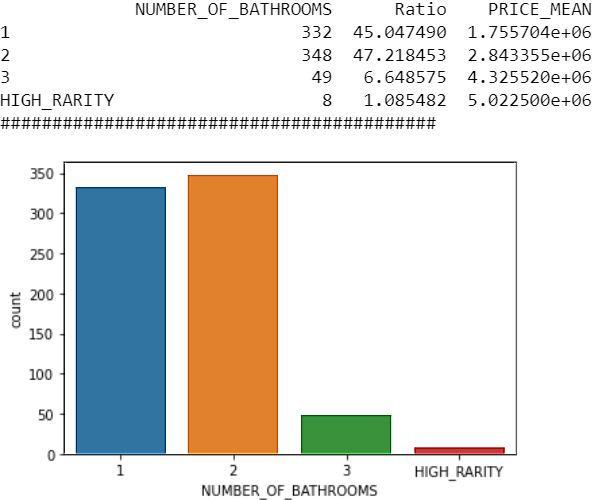 NUMBER_OF_BATHROOMS Ratio PRICE_MEAN
1 332 45.047490 1.755704e+06
2 348 47.218453 2.843355e+06
3 49 6.648575 4.325520e+06
HIGH_RARITY 8 1.085482 5.022500e+06
##########################################
350
300
250
200
150
100
50
0
count
1 2 3 HIGH_RARITY
NUMBER_OF_BATHROOMS